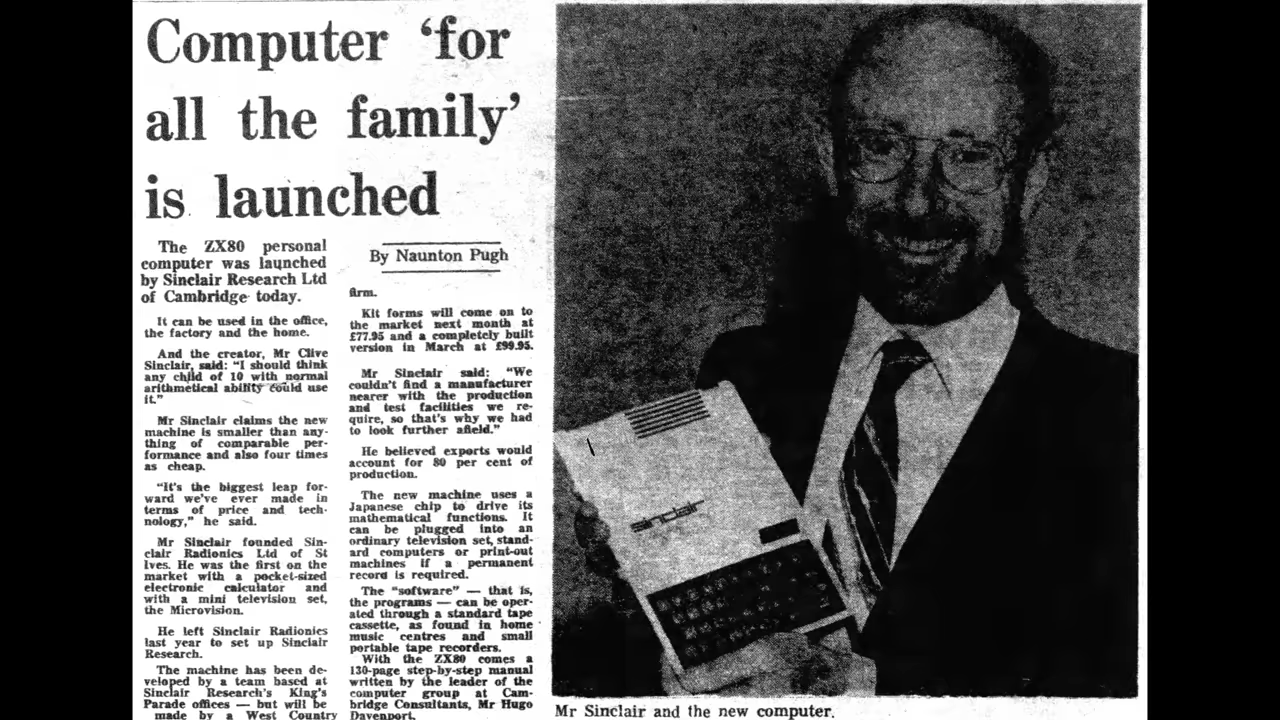 Computer ‘for
all the family’
is launched
The ZX80 personal
computer was launched
by Sinclair Research Ltd
of Cambridge today.
It can be used in the office,
the factory and the home.
And the creator, Mr Clive
Sinclair, said: "I should think
any child of 10 with normal
arithmetical ability could use
it."
Mr Sinclair claims the new
machine is smaller than any-
thing of comparable per-
formance and also four times
as cheap.
"It's the biggest leap for-
ward we've ever made in
terms of price and tech-
nology," he said.
Mr Sinclair founded Sin-
clair Radionics Ltd of St
Ives. He was the first on the
market with a pocket-sized
electronic calculator and
with a mini television set,
the Microvision.
He left Sinclair Radionics
last year to set up Sinclair
Research.
The machine has been de-
veloped by a team based at
Sinclair Research's King's
Parade offices — but will be
made by a West Country
By Naunton Pugh
firm.
Kit forms will come on to
the market next month at
£77.95 and a completely built
version in March at £99.95.
Mr Sinclair said: "We
couldn't find a manufacturer
nearer with the production
and test facilities we re-
quire, so that's why we had
to look further afield."
He believed exports would
account for 80 per cent of
production.
The new machine uses a
Japanese chip to drive its
mathematical functions. It
can be plugged into an
ordinary television set, stand-
ard computers or print-out
machines if a permanent
record is required.
The "software" — that is,
the programs — can be oper-
ated through a standard tape
cassette, as found in home
music centres and small
portable tape recorders.
With the ZX80 comes a
130-page step-by-step manual
written by the leader of the
computer group at Cam-
bridge Consultants, Mr Hugo
Davenport.
sinclair
Mr Sinclair and the new computer.